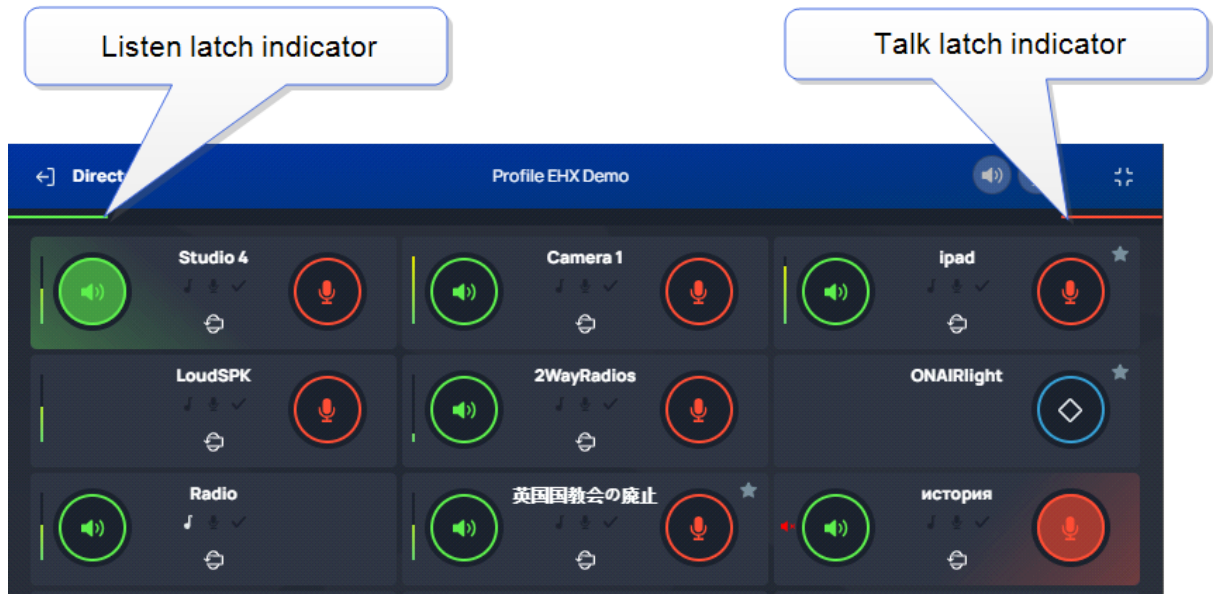 Listen latch indicator
Talk latch indicator
Direct
Profile EHX Demo
Studio 4
Camera 1
ipad
LoudSPK
2WayRadios
ONAIRlight
Radio
英国国教会の廃止
история